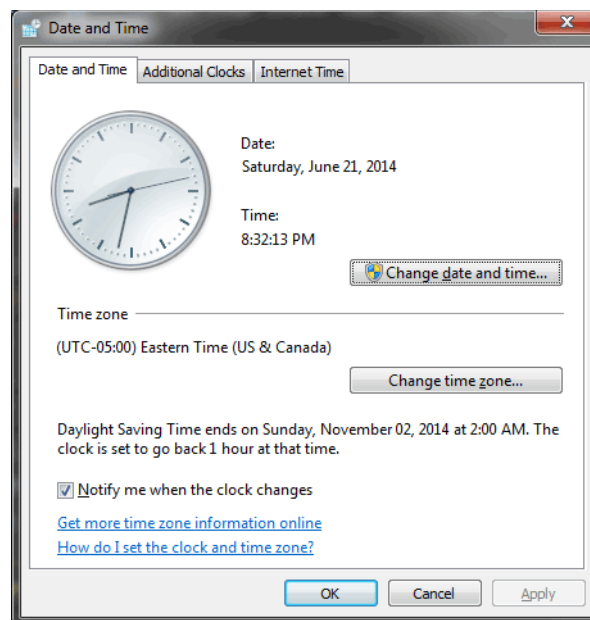 Date and Time
Date and Time
Additional Clocks
Internet Time
Date:
Saturday, June 21, 2014
Time:
8:32:13 PM
Change date and time...
Time zone
(UTC-05:00) Eastern Time (US & Canada)
Change time zone...
Daylight Saving Time ends on Sunday, November 02, 2014 at 2:00 AM. The
clock is set to go back 1 hour at that time.
Notify me when the clock changes
Get more time zone information online
How do I set the clock and time zone?
OK
Cancel
Apply